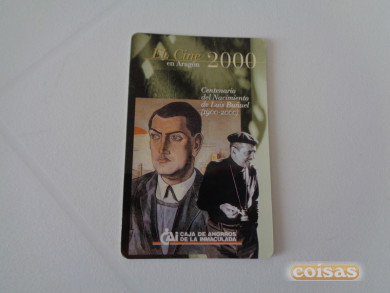 El Cine
en Aragón
2000
Centenario
del Nacimiento
de Luis Buñuel
(1900-2000)
CAi CAJA DE AHORROS
DE LA INMACULADA
coisas